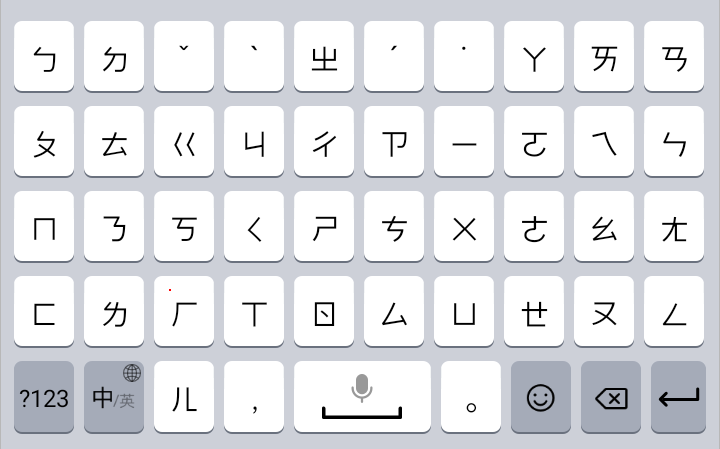 ㄅ ㄉ ˇ ˋ ㄓ ˊ ˙ ㄚ ㄞ ㄢ
ㄆ ㄊ ㄍ ㄐ ㄔ ㄗ ㄧ ㄛ ㄟ ㄣ
ㄇ ㄋ ㄎ ㄑ ㄕ ㄘ ㄨ ㄜ ㄠ ㄤ
ㄈ ㄌ ㄏ ㄒ ㄖ ㄙ ㄩ ㄝ ㄡ ㄥ
?123 中/英 ㄦ , 。